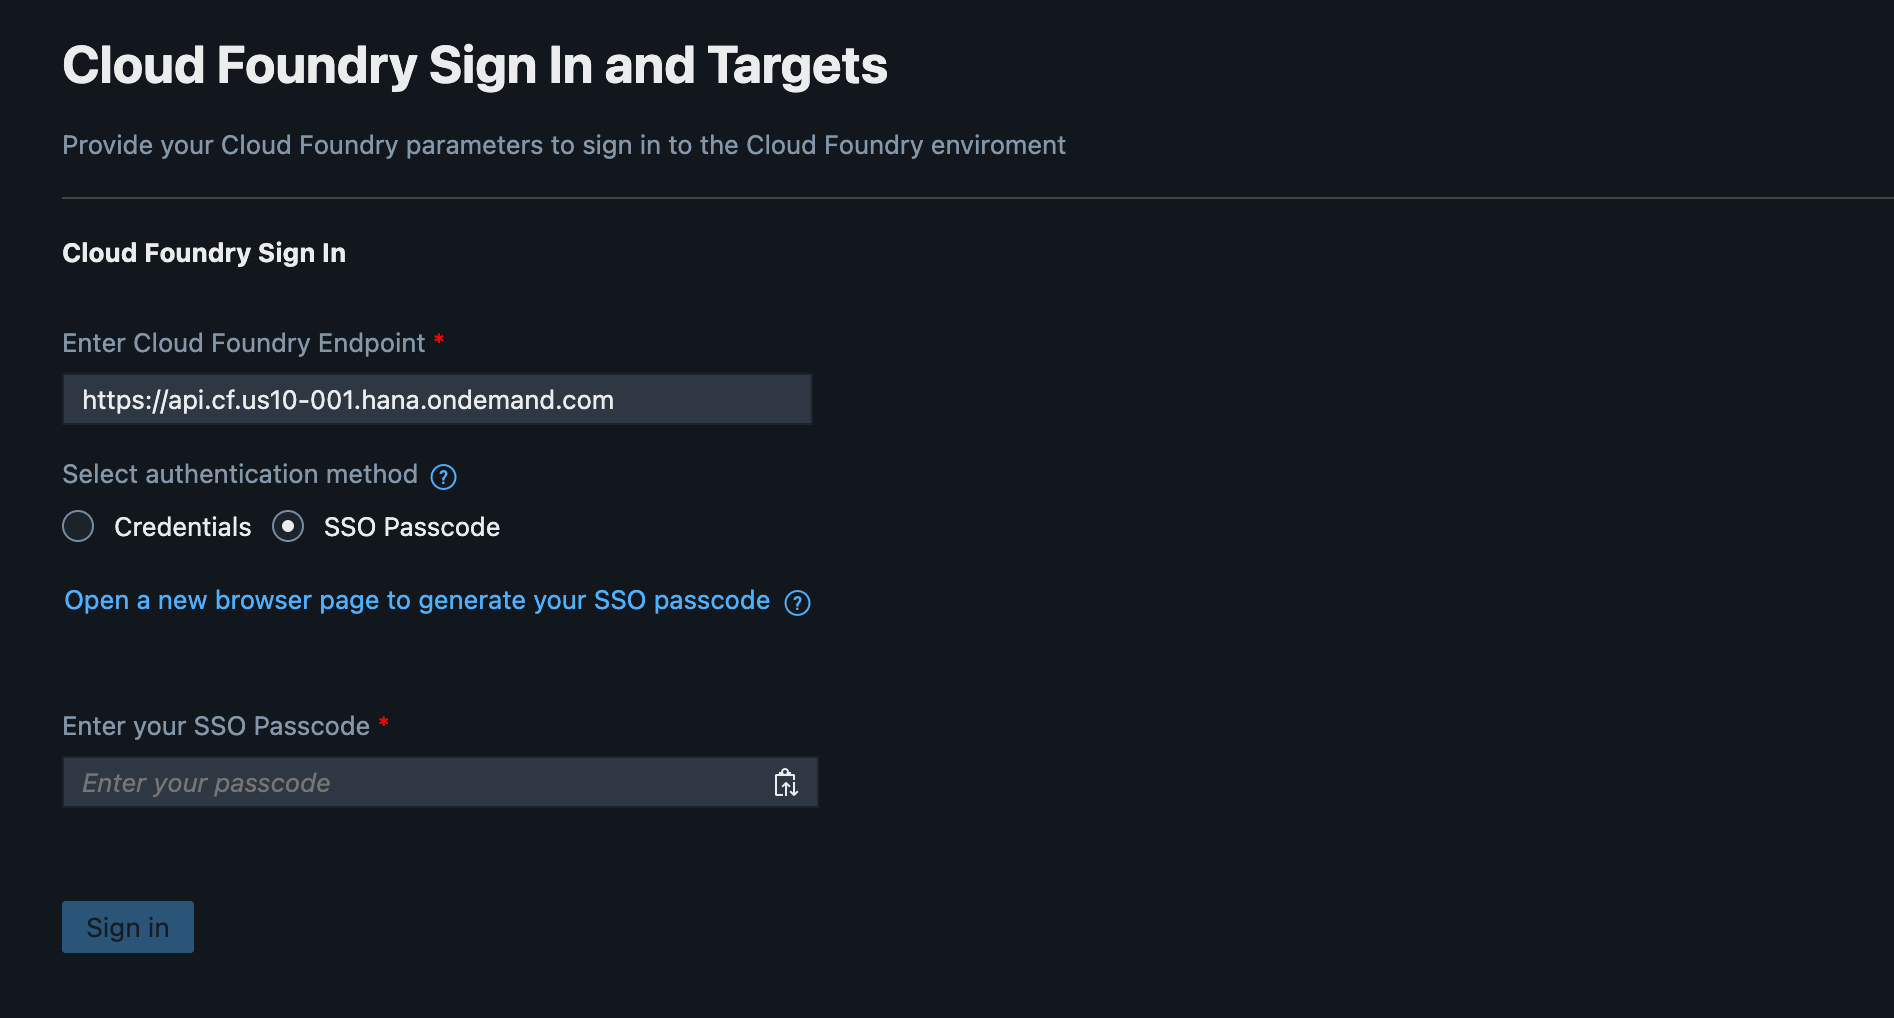 Cloud Foundry Sign In and Targets
Provide your Cloud Foundry parameters to sign in to the Cloud Foundry enviroment
Cloud Foundry Sign In
Enter Cloud Foundry Endpoint *
https://api.cf.us10-001.hana.ondemand.com
Select authentication method ?
Credentials SSO Passcode
Open a new browser page to generate your SSO passcode ?
Enter your SSO Passcode *
Enter your passcode
Sign in